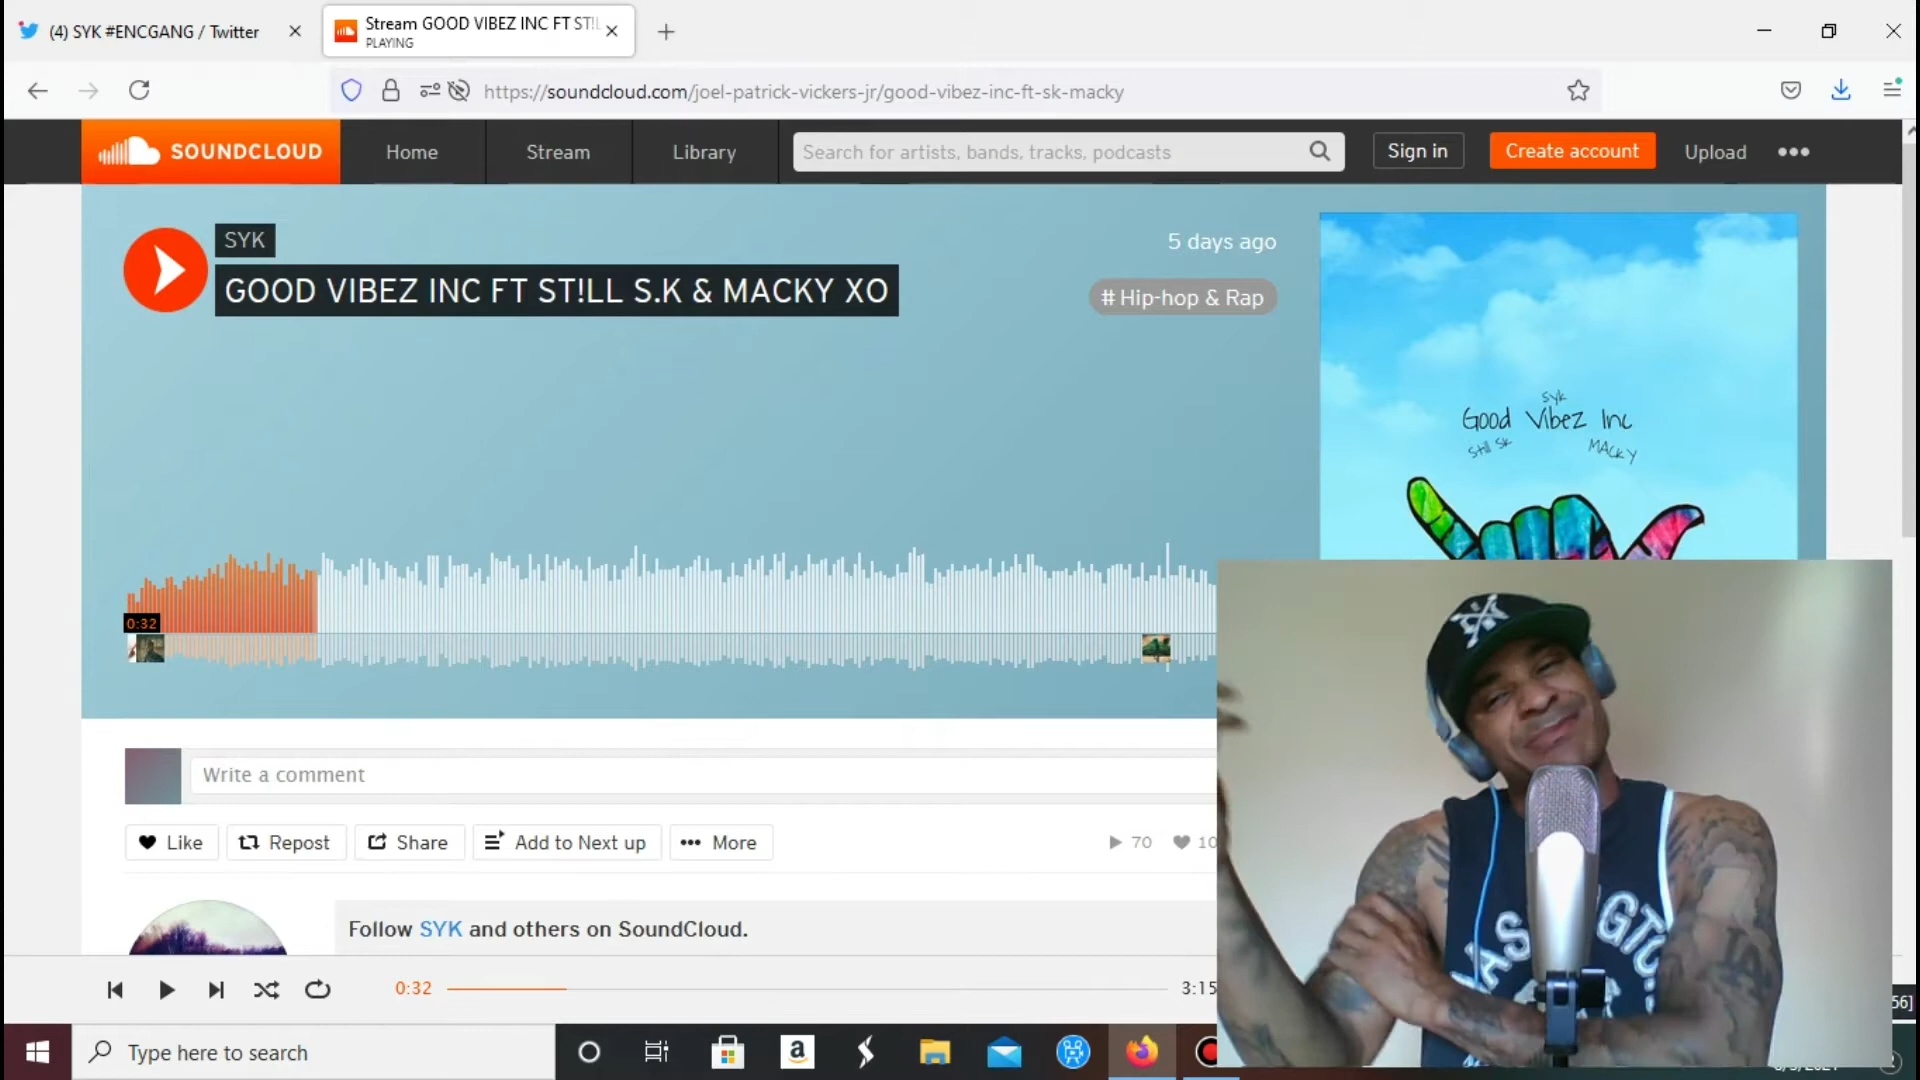 (4) SYK #ENCGANG / Twitter
Stream GOOD VIBEZ INC FT ST!L
PLAYING
https://soundcloud.com/joel-patrick-vickers-jr/good-vibez-inc-ft-sk-macky
SOUNDCLOUD
Home
Stream
Library
Search for artists, bands, tracks, podcasts
Sign in
Create account
Upload
SYK
5 days ago
GOOD VIBEZ INC FT ST!LL S.K & MACKY XO
# Hip-hop & Rap
Syk
Good Vibez Inc
Still SK
MACKY
0:32
Write a comment
Like
Repost
Share
Add to Next up
More
70
10
Follow SYK and others on SoundCloud.
0:32
3:15
56]
Type here to search
a